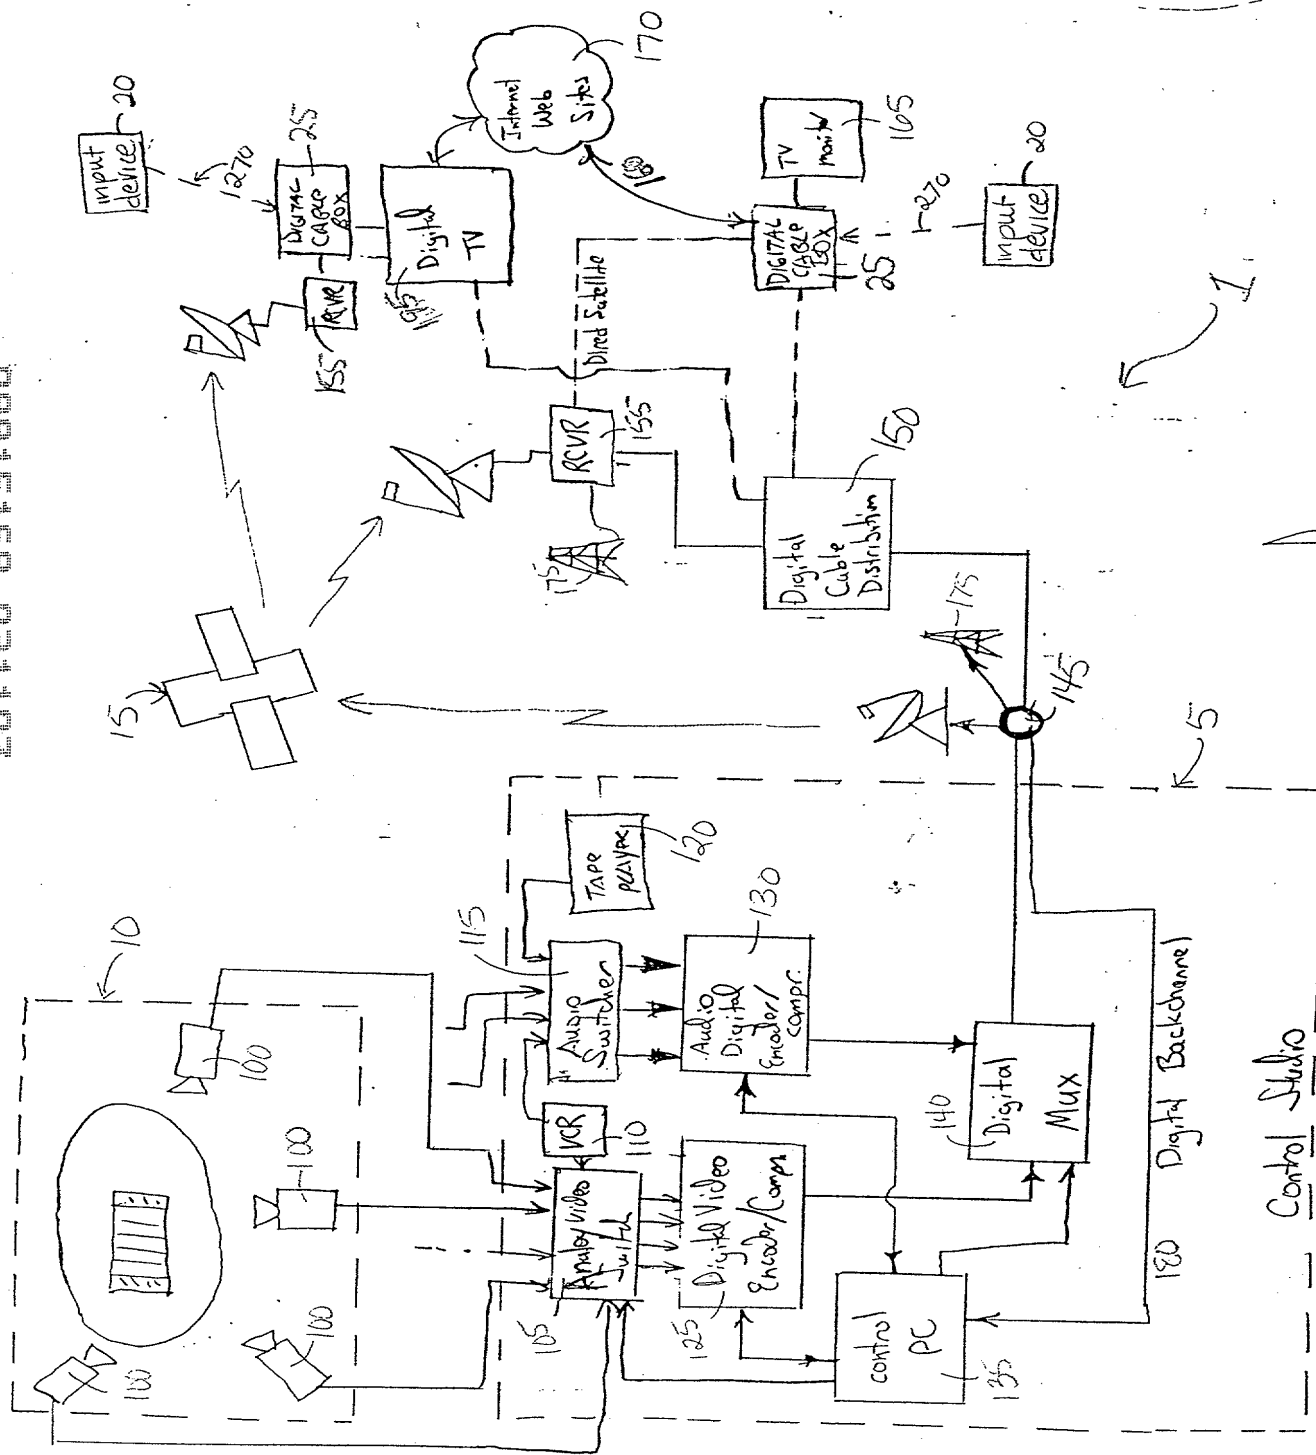 10
100
100
100
100
115
Audio
Switcher
TAPE
PLAYER
120
VCR
110
Analog Video
Switch
105
Audio
Digital
Encoder/
Compr.
130
Digital Video
Encoder/Compr.
125
control
PC
135
140
Digital
Mux
180
Digital Backchannel
Control Studio
5
145
175
15
Digital
Cable
Distribution
150
175
RCVR
155
Direct Satellite
RCVR
155
DIGITAL
CABLE
BOX
25
input
device
20
270
Digital
TV
195
Internet
Web
Sites
170
160
DIGITAL
CABLE
BOX
25
TV
monitor
165
270
input
device
20
1